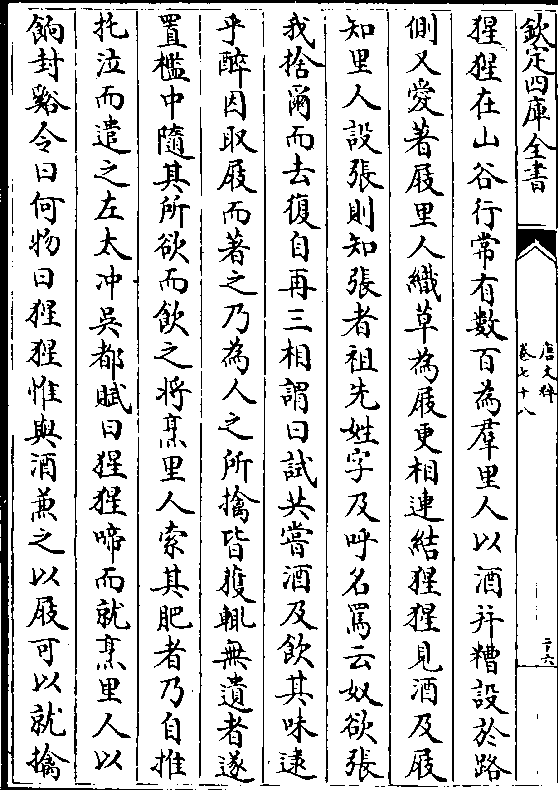 欽定四庫全書
唐文粹
卷七十八
二十六
猩猩在山谷行常有數百為羣里人以酒并糟設於路
側又愛著屐里人織草為屐更相連結猩猩見酒及屐
知里人設張則知張者祖先姓字及呼名罵云奴欲張
我捨爾而去復自再三相謂曰試共嘗酒及飲其味逮
乎醉因取屐而著之乃為人之所擒皆獲輒無遺者遂
置檻中隨其所欲而飲之將烹里人索其肥者乃自推
托泣而遣之左太冲吳都賦曰猩猩啼而就烹里人以
餉封谿令曰何物曰猩猩惟與酒兼之以屐可以就擒